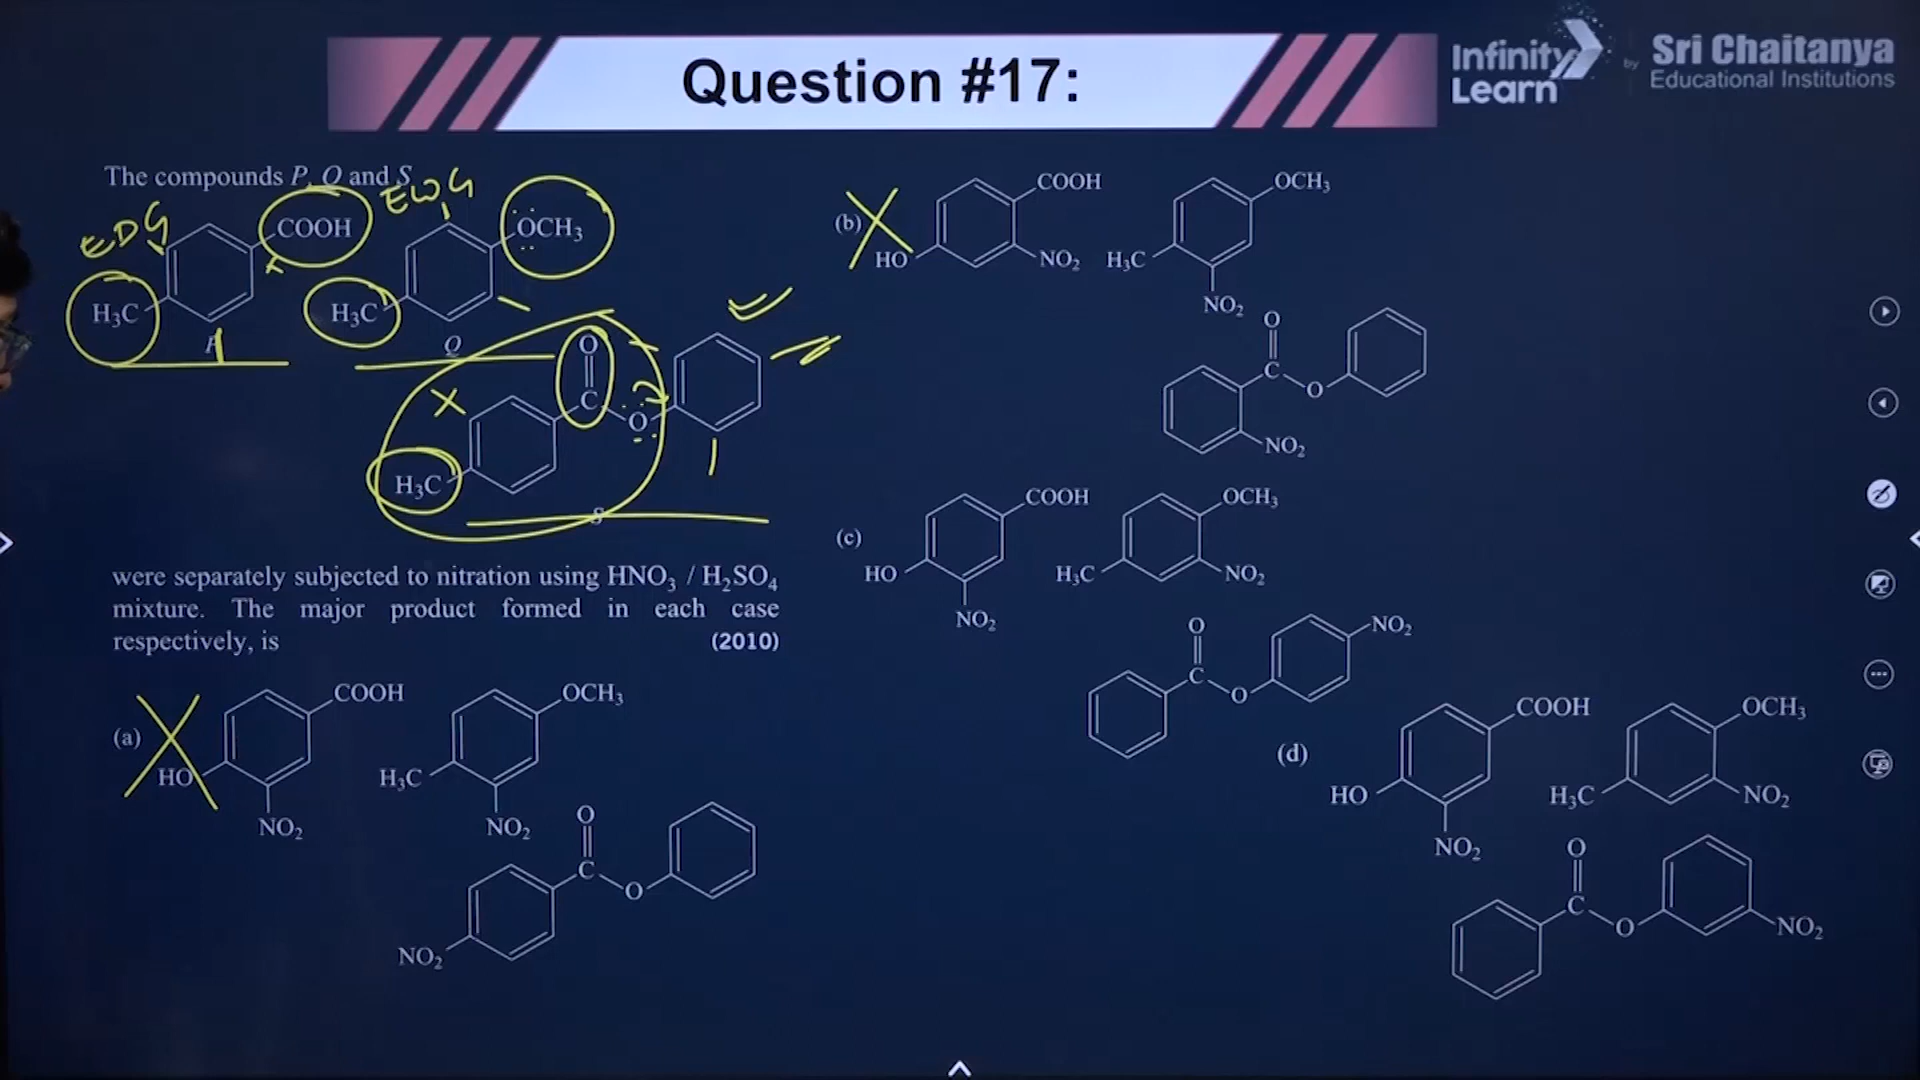 Question #17:
Infinity Learn
by
Sri Chaitanya
Educational Institutions
The compounds P, Q and S
EDG
EWG
COOH
H₃C
OCH₃
H₃C
Q
O
C
O
H₃C
S
were separately subjected to nitration using HNO₃ / H₂SO₄
mixture. The major product formed in each case
respectively, is (2010)
(a)
COOH
HO
NO₂
OCH₃
H₃C
NO₂
O
C
O
NO₂
(b)
COOH
HO
NO₂
OCH₃
H₃C
NO₂
O
C
O
NO₂
(c)
COOH
HO
NO₂
OCH₃
H₃C
NO₂
O
C
O
NO₂
(d)
COOH
HO
NO₂
OCH₃
H₃C
NO₂
O
C
O
NO₂